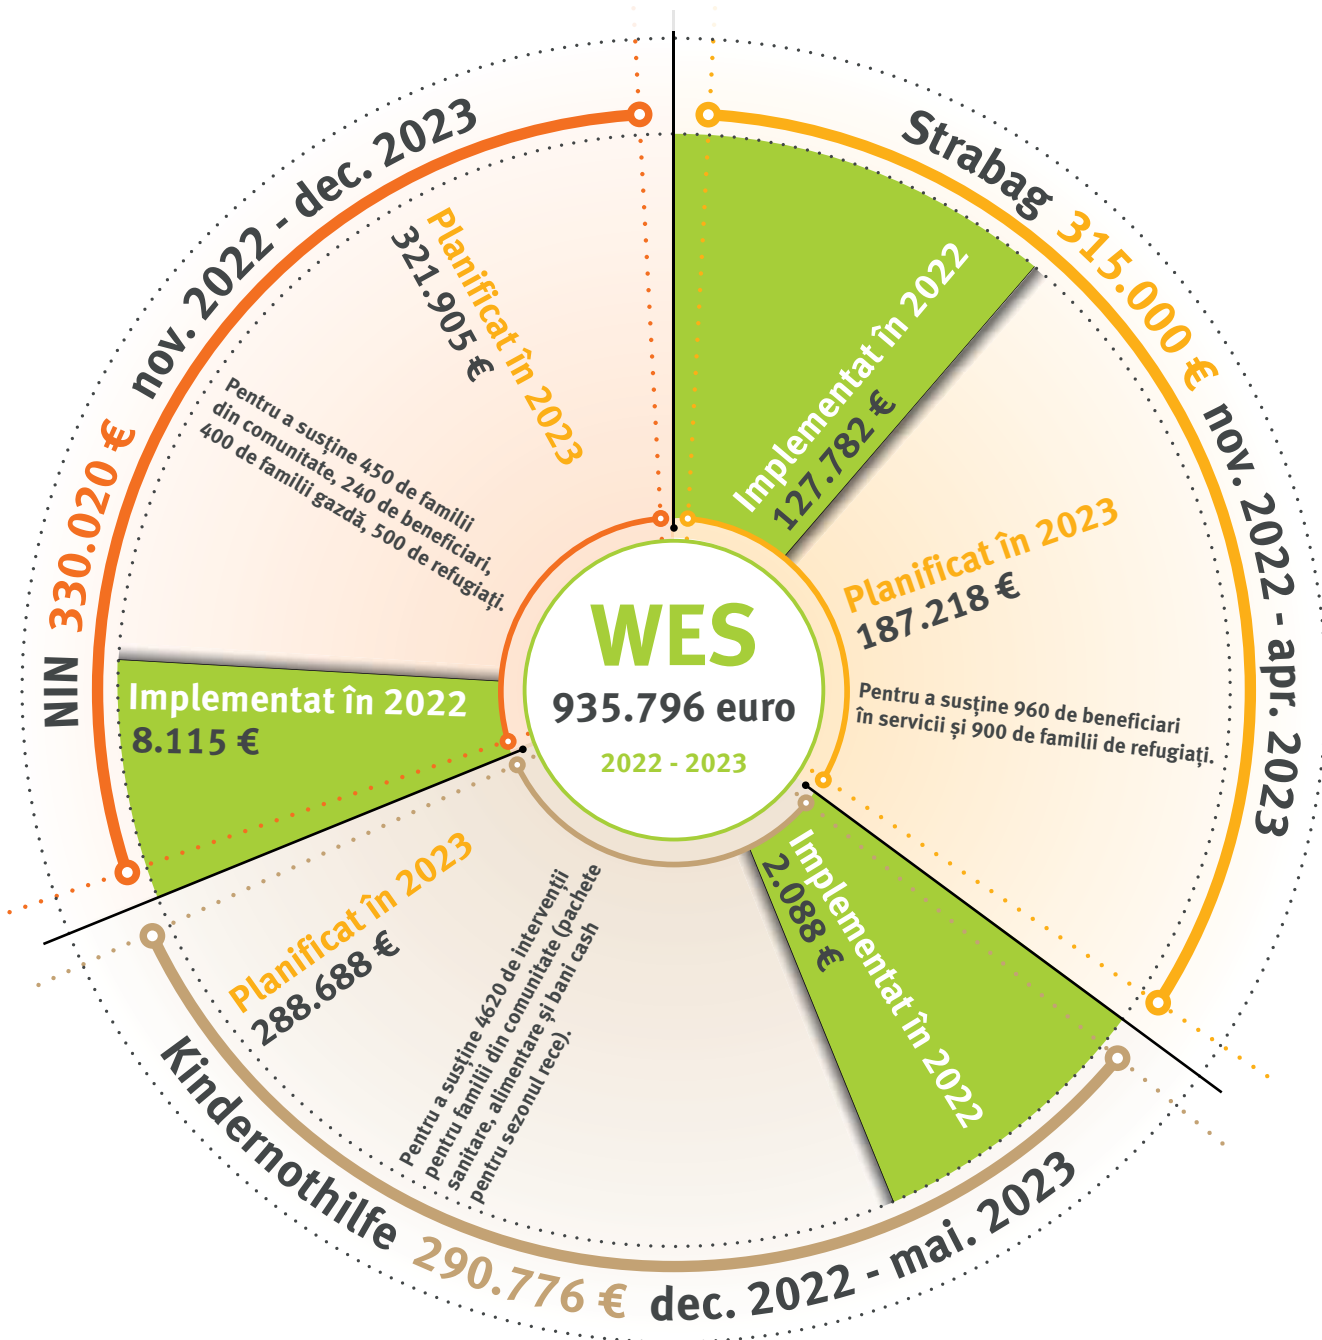 WES
935.796 euro
2022 - 2023
Strabag 315.000 € nov. 2022 - apr. 2023
Implementat în 2022
127.782 €
Planificat în 2023
187.218 €
Pentru a susține 960 de beneficiari
în servicii și 900 de familii de refugiați.
Kindernothilfe 290.776 € dec. 2022 - mai. 2023
Implementat în 2022
2.088 €
Planificat în 2023
288.688 €
Pentru a susține 4620 de intervenții
pentru familii din comunitate (pachete
sanitare, alimentare și bani cash
pentru sezonul rece).
NIN 330.020 € nov. 2022 - dec. 2023
Implementat în 2022
8.115 €
Planificat în 2023
321.905 €
Pentru a susține 450 de familii
din comunitate, 240 de beneficiari,
400 de familii gazdă, 500 de refugiați.